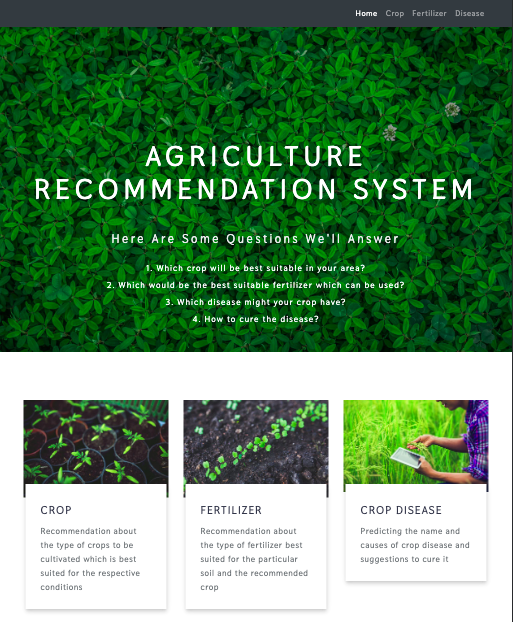 Home Crop Fertilizer Disease
AGRICULTURE
RECOMMENDATION SYSTEM
Here Are Some Questions We'll Answer
1. Which crop will be best suitable in your area?
2. Which would be the best suitable fertilizer which can be used?
3. Which disease might your crop have?
4. How to cure the disease?
CROP
Recommendation about
the type of crops to be
cultivated which is best
suited for the respective
conditions
FERTILIZER
Recommendation about
the type of fertilizer best
suited for the particular
soil and the recommended
crop
CROP DISEASE
Predicting the name and
causes of crop disease and
suggestions to cure it